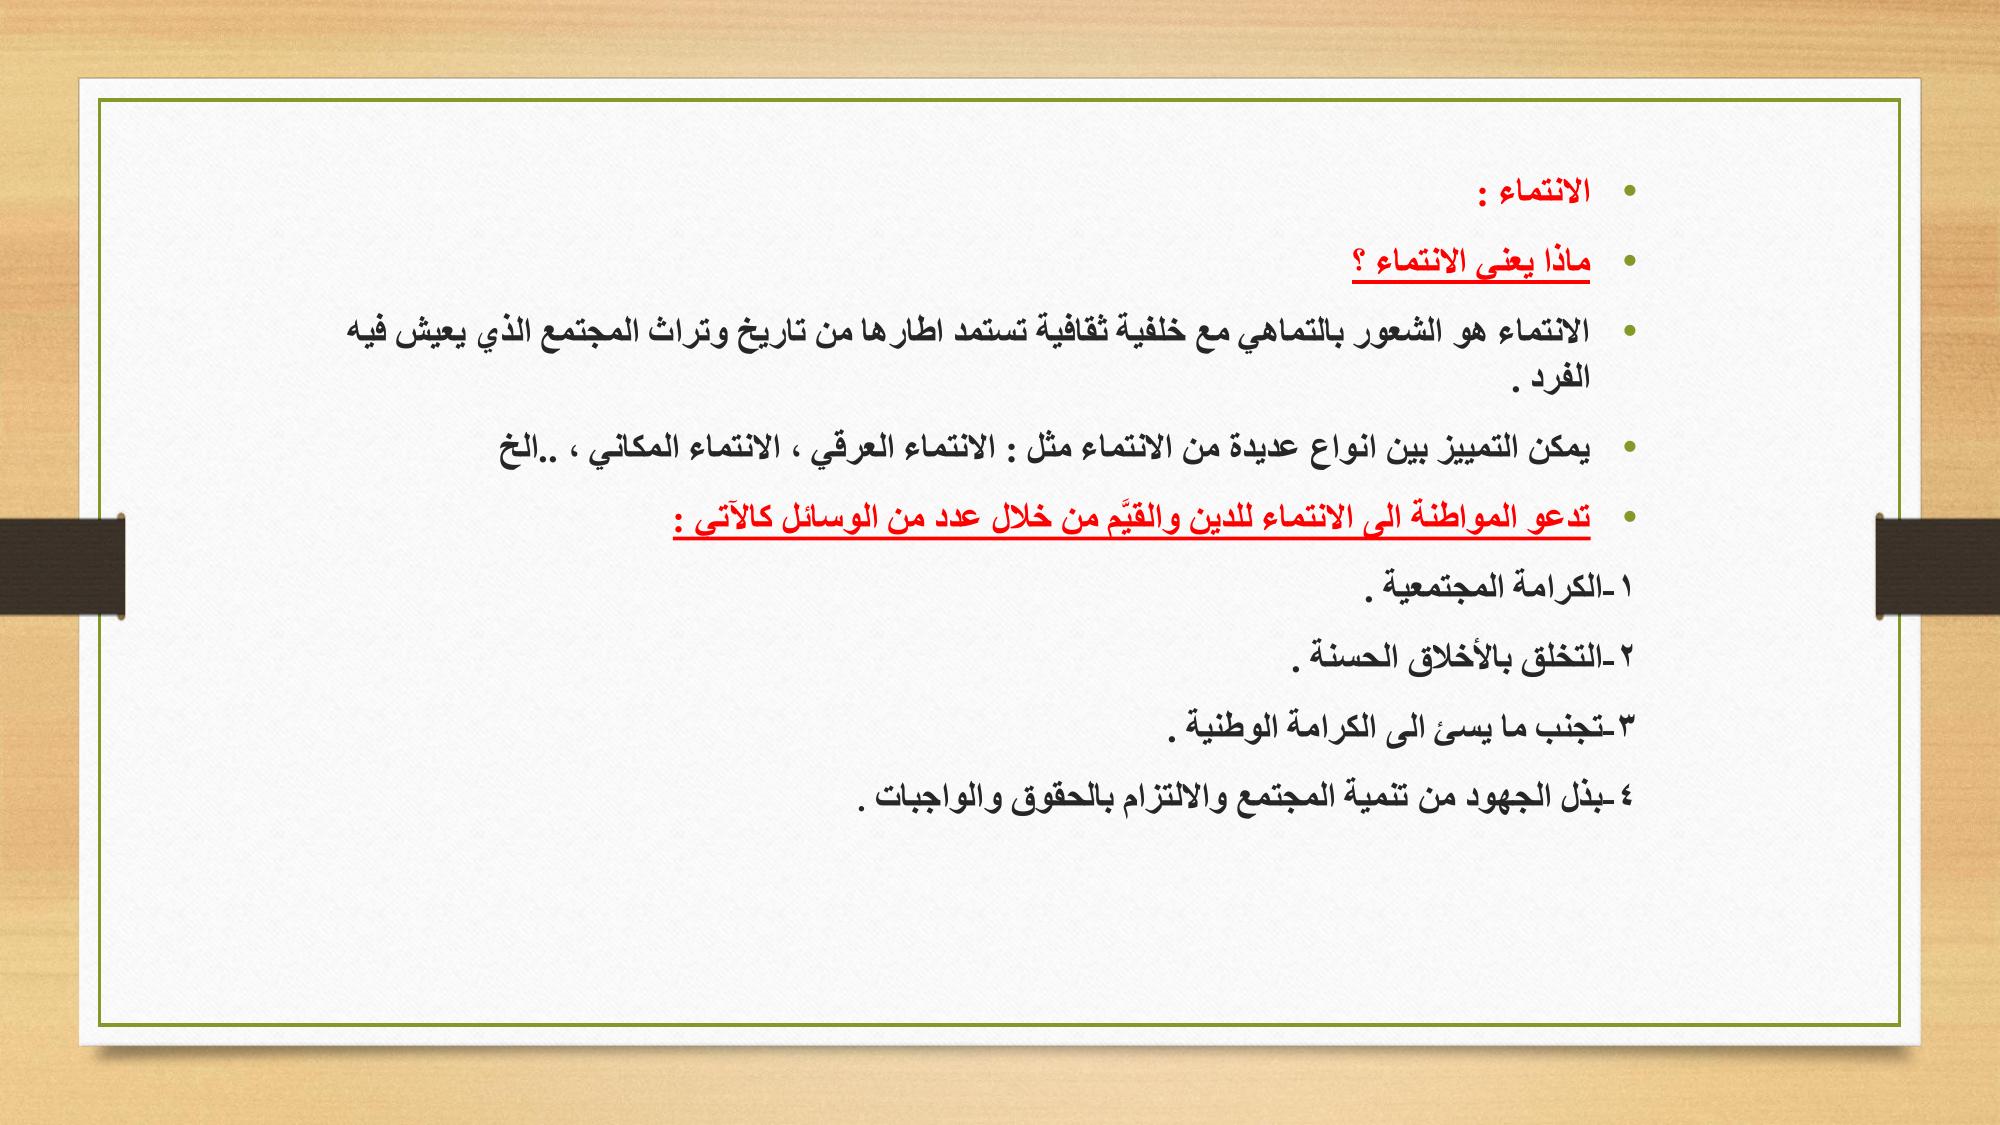 • الانتماء :
• ماذا يعني الانتماء ؟
• الانتماء هو الشعور بالتماهي مع خلفية ثقافية تستمد اطارها من تاريخ وتراث المجتمع الذي يعيش فيه
الفرد .
• يمكن التمييز بين انواع عديدة من الانتماء مثل : الانتماء العرقي ، الانتماء المكاني ، ..الخ
• تدعو المواطنة الى الانتماء للدين والقيَّم من خلال عدد من الوسائل كالآتي :
١-الكرامة المجتمعية .
٢-التخلق بالأخلاق الحسنة .
٣-تجنب ما يسئ الى الكرامة الوطنية .
٤-بذل الجهود من تنمية المجتمع والالتزام بالحقوق والواجبات .